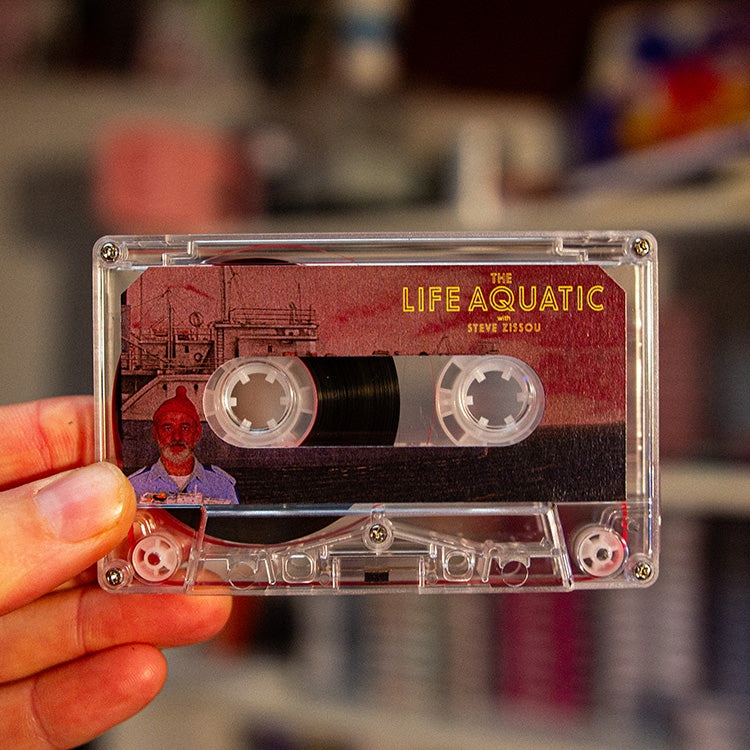 THE
LIFE AQUATIC
with
STEVE ZISSOU